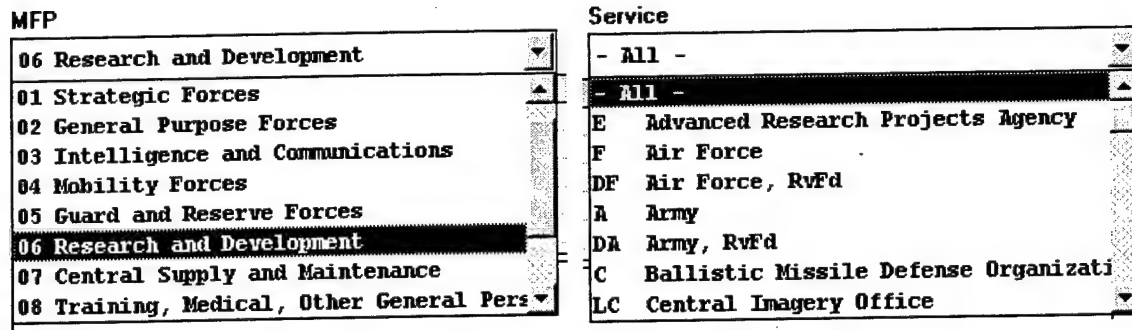 MFP
06 Research and Development
01 Strategic Forces
02 General Purpose Forces
03 Intelligence and Communications
04 Mobility Forces
05 Guard and Reserve Forces
06 Research and Development
07 Central Supply and Maintenance
08 Training, Medical, Other General Pers
Service
- All -
- All -
E Advanced Research Projects Agency
F Air Force
DF Air Force, RvFd
A Army
DA Army, RvFd
C Ballistic Missile Defense Organizati
LC Central Imagery Office